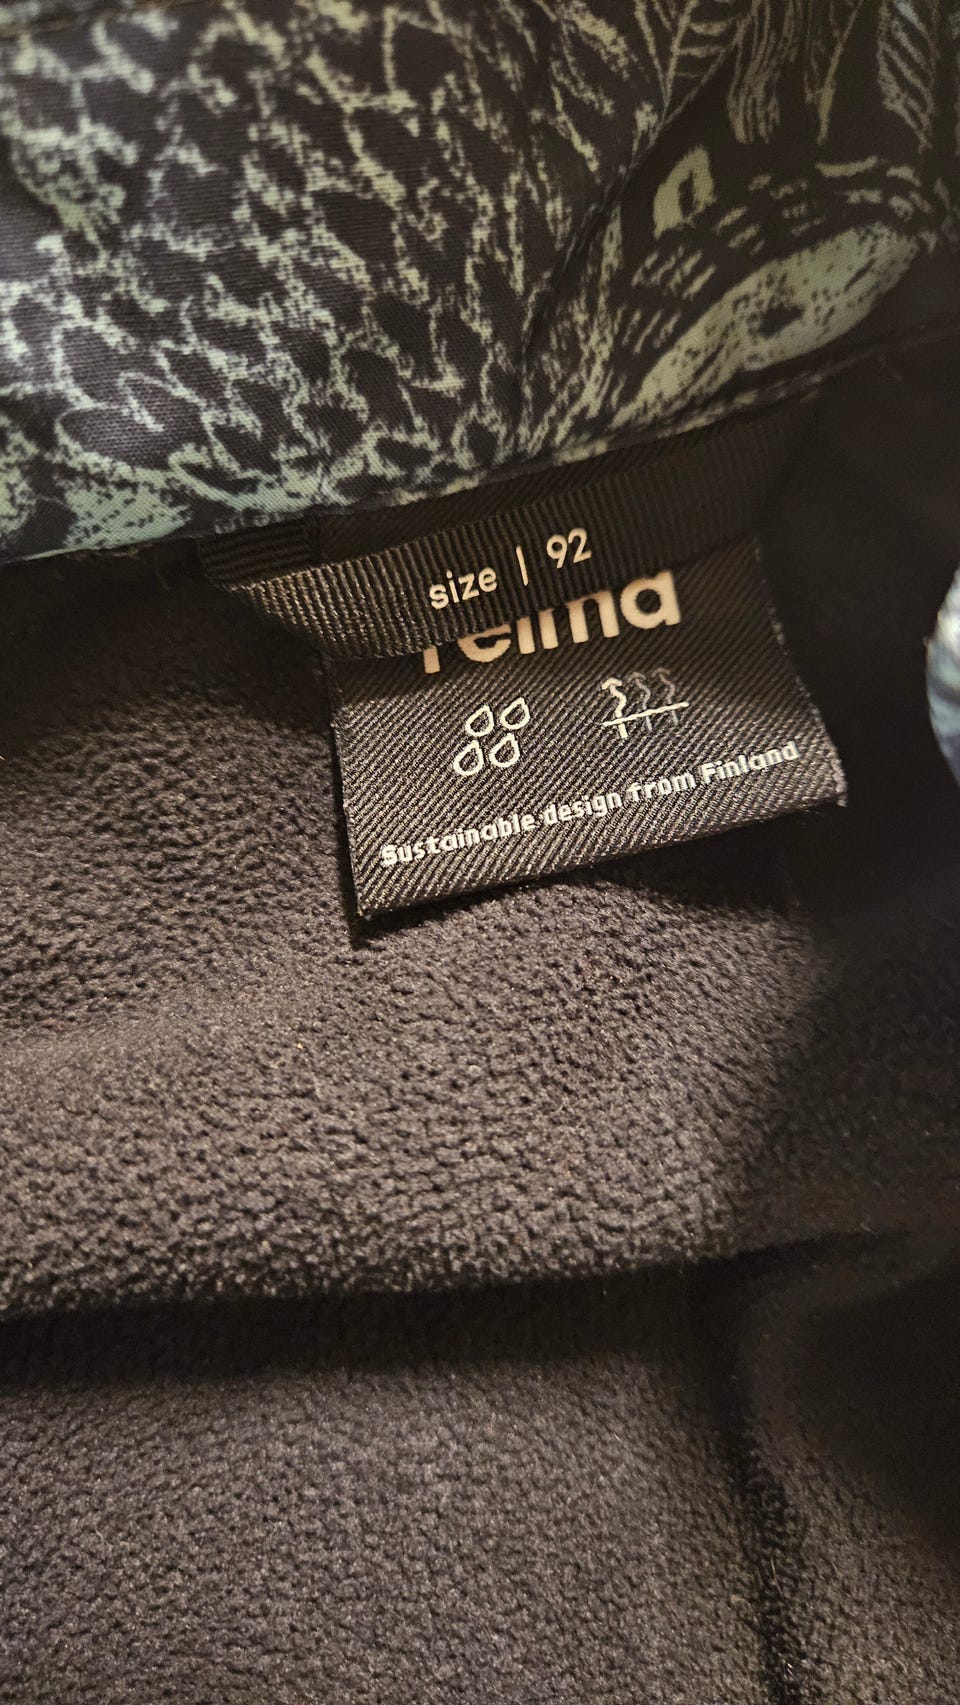 size | 92
reima
Sustainable design from Finland